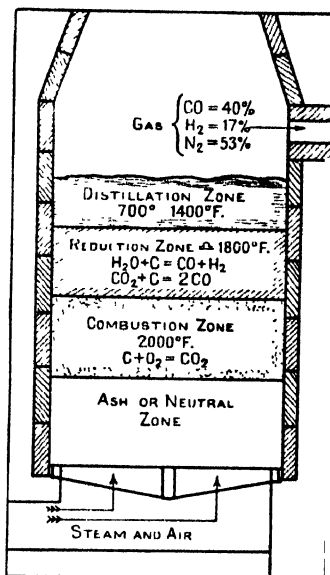 GAS { CO = 40%
H₂ = 17%
N₂ = 53%
DISTILLATION ZONE
700° 1400°F.
REDUCTION ZONE ≏ 1800°F.
H₂O+C = CO+H₂
CO₂+C = 2CO
COMBUSTION ZONE
2000°F.
C+O₂ = CO₂
ASH OR NEUTRAL
ZONE
STEAM AND AIR